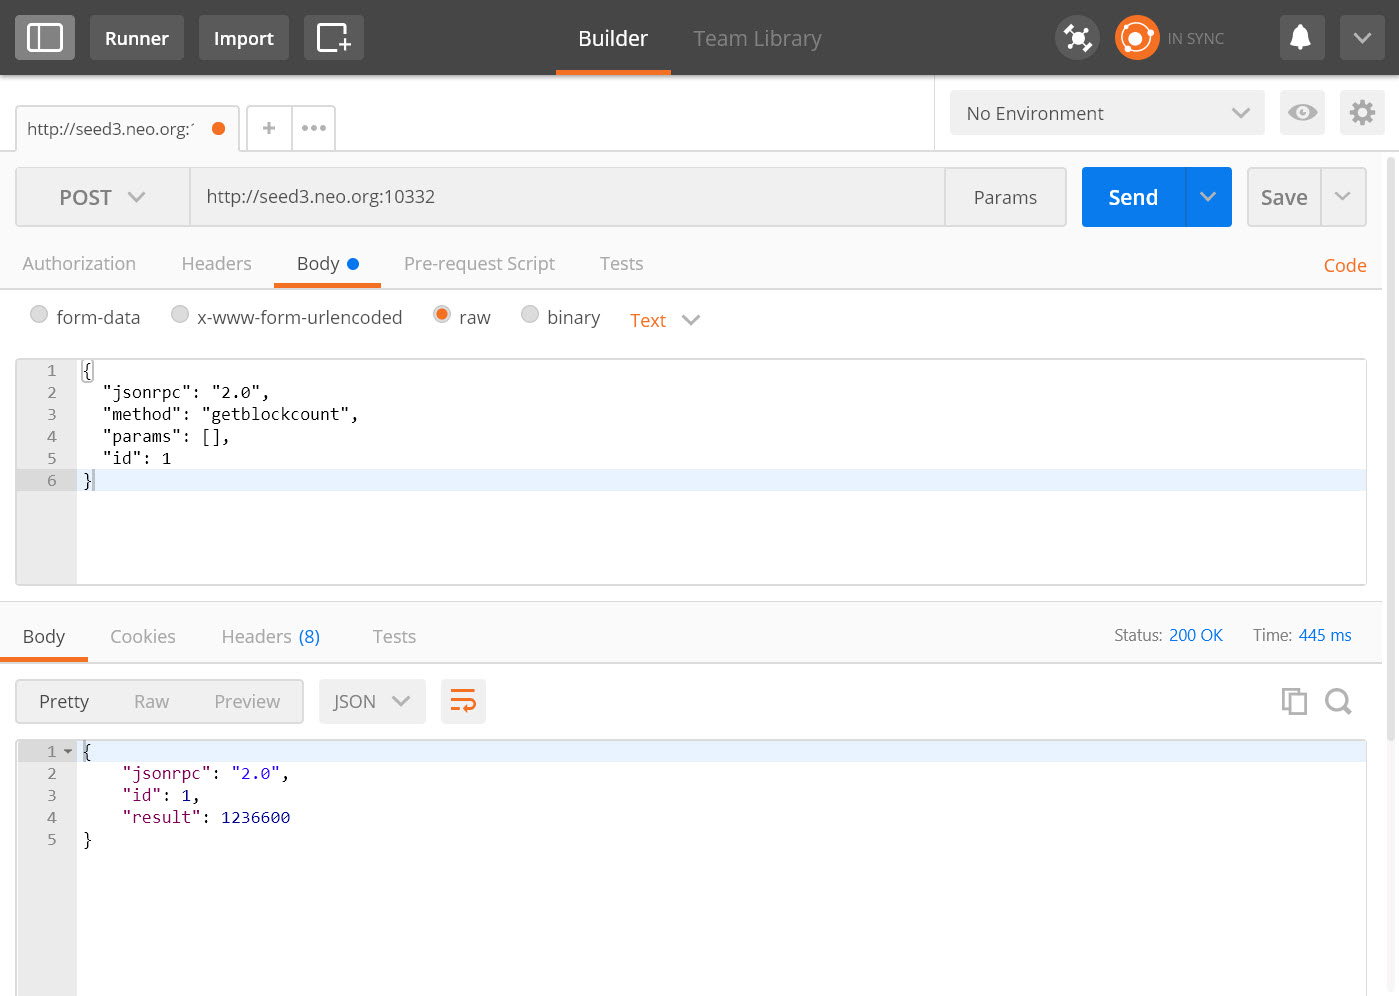 Runner Import Builder Team Library IN SYNC
http://seed3.neo.org:1 + ••• No Environment
POST http://seed3.neo.org:10332 Params Send Save
Authorization Headers Body Pre-request Script Tests Code
form-data x-www-form-urlencoded raw binary Text
1 {
2 "jsonrpc": "2.0",
3 "method": "getblockcount",
4 "params": [],
5 "id": 1
6 }
Body Cookies Headers (8) Tests Status: 200 OK Time: 445 ms
Pretty Raw Preview JSON
1 {
2 "jsonrpc": "2.0",
3 "id": 1,
4 "result": 1236600
5 }